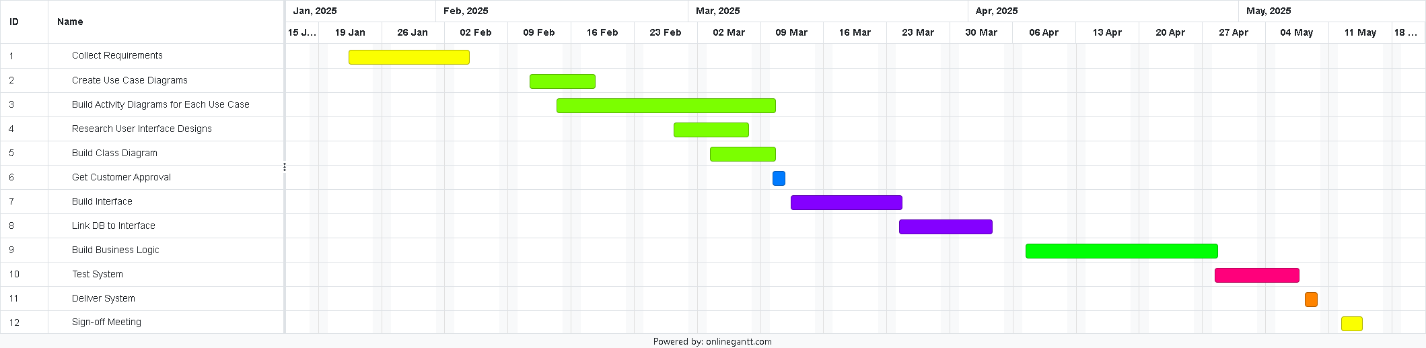 ID Name Jan, 2025 Feb, 2025 Mar, 2025 Apr, 2025 May, 2025
15 J... 19 Jan 26 Jan 02 Feb 09 Feb 16 Feb 23 Feb 02 Mar 09 Mar 16 Mar 23 Mar 30 Mar 06 Apr 13 Apr 20 Apr 27 Apr 04 May 11 May 18 ...
1 Collect Requirements
2 Create Use Case Diagrams
3 Build Activity Diagrams for Each Use Case
4 Research User Interface Designs
5 Build Class Diagram
6 Get Customer Approval
7 Build Interface
8 Link DB to Interface
9 Build Business Logic
10 Test System
11 Deliver System
12 Sign-off Meeting
Powered by: onlinegantt.com